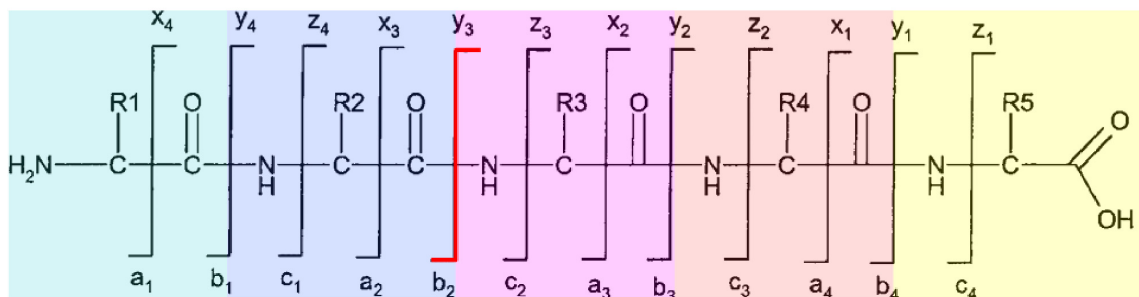 x4 y4 z4 x3 y3 z3 x2 y2 z2 x1 y1 z1
R1 O R2 O R3 O R4 O R5 O
H2N C C N C C N C C N C C N C
H H H H OH
a1 b1 c1 a2 b2 c2 a3 b3 c3 a4 b4 c4